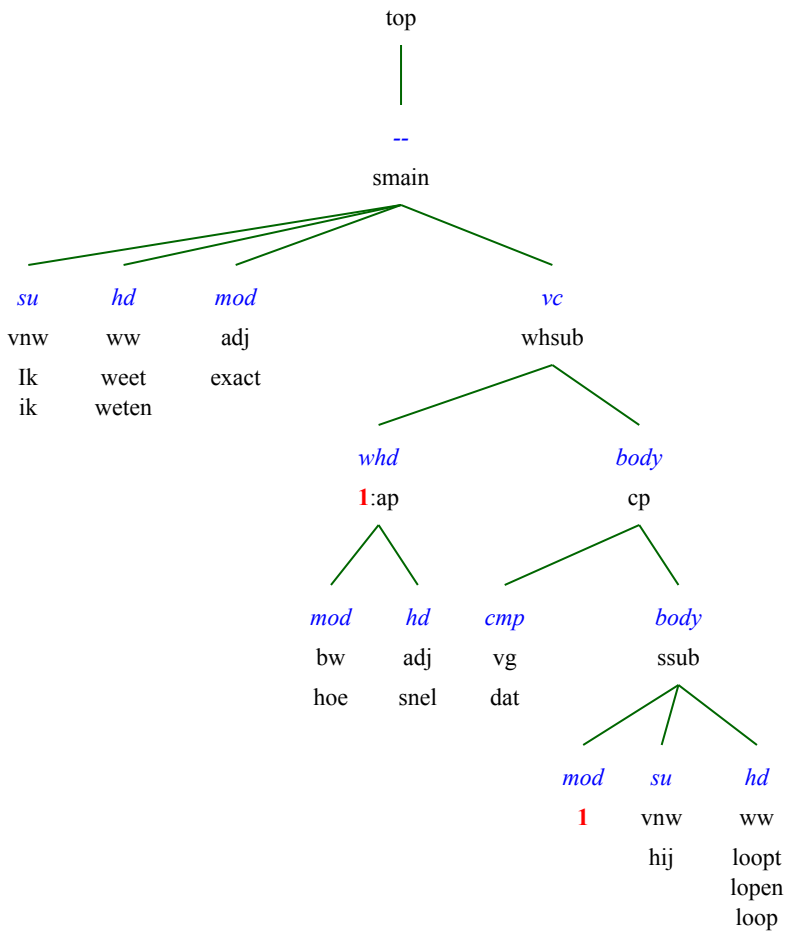 top
--
smain
su hd mod vc
vnw ww adj whsub
Ik weet exact
ik weten
whd body
1:ap cp
mod hd cmp body
bw adj vg ssub
hoe snel dat
mod su hd
1 vnw ww
hij loopt
lopen
loop